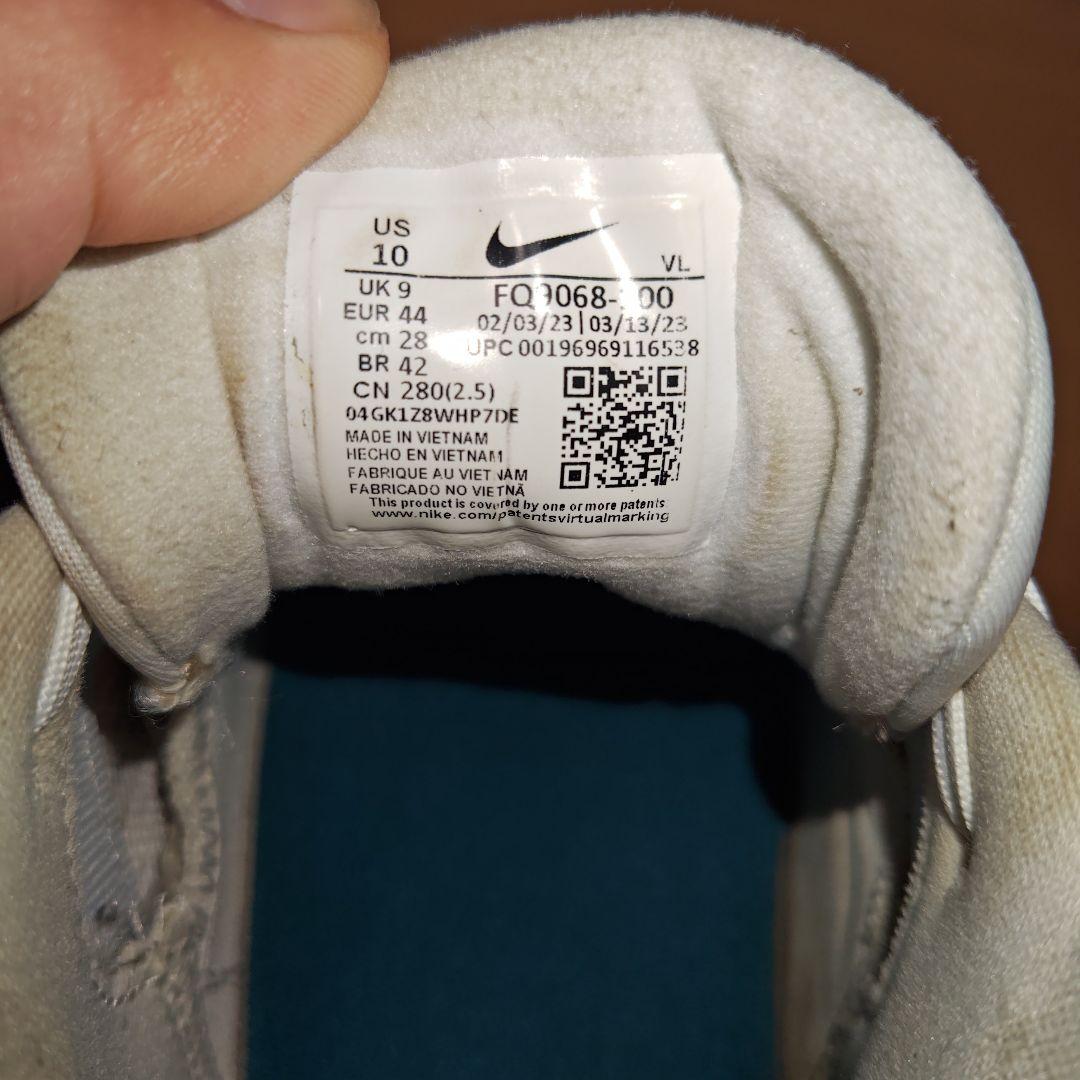 US
10
VL
UK 9
EUR 44
cm 28
BR 42
CN 280(2.5)
04GK1Z8WHP7DE
MADE IN VIETNAM
HECHO EN VIETNAM
FABRIQUE AU VIETNAM
FABRICADO NO VIETNÃ
02/03/23 | 03/13/23
UPC 00196969116538
This product is covered by one or more patents
www.nike.com/patentsvirtualmarking